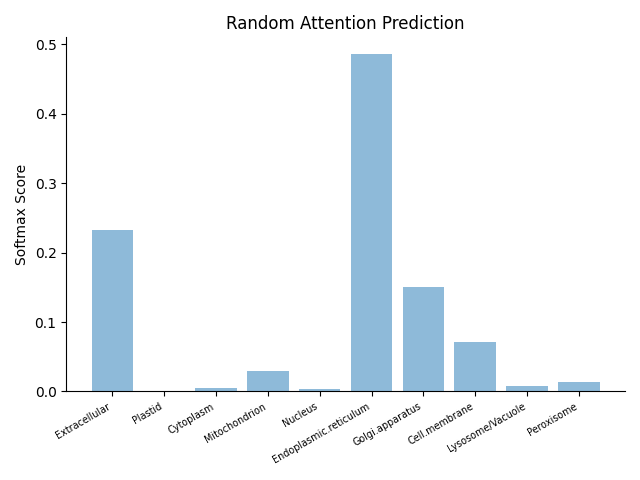 Random Attention Prediction
Softmax Score
0.5
0.4
0.3
0.2
0.1
0.0
Extracellular
Plastid
Cytoplasm
Mitochondrion
Nucleus
Endoplasmic.reticulum
Golgi.apparatus
Cell.membrane
Lysosome/Vacuole
Peroxisome